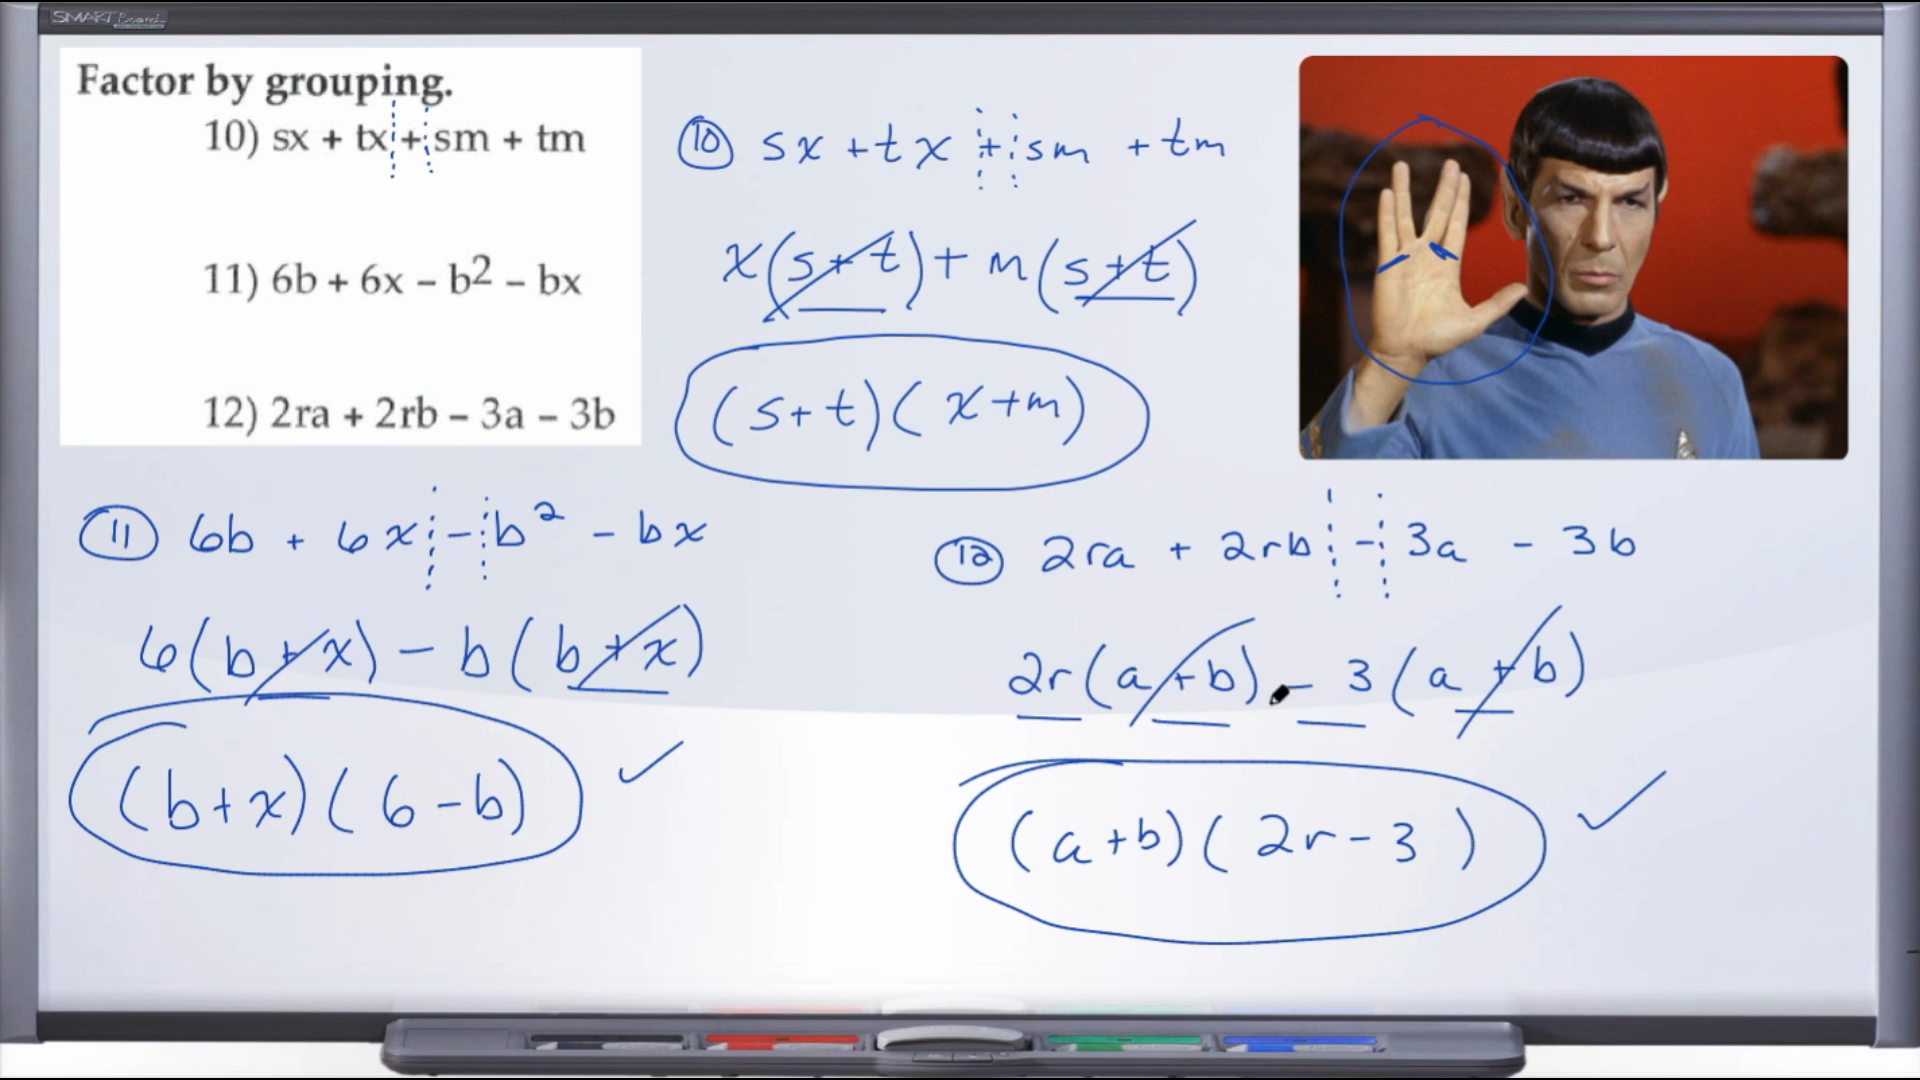 SMART Board
Factor by grouping.
10) sx + tx + sm + tm
11) 6b + 6x – b² – bx
12) 2ra + 2rb – 3a – 3b
10 sx + tx + sm + tm
x(s+t) + m(s+t)
(s+t)(x+m)
11 6b + 6x - b² - bx
6(b+x) - b(b+x)
(b+x)(6-b)
12 2ra + 2rb - 3a - 3b
2r(a+b) - 3(a+b)
(a+b)(2r-3)